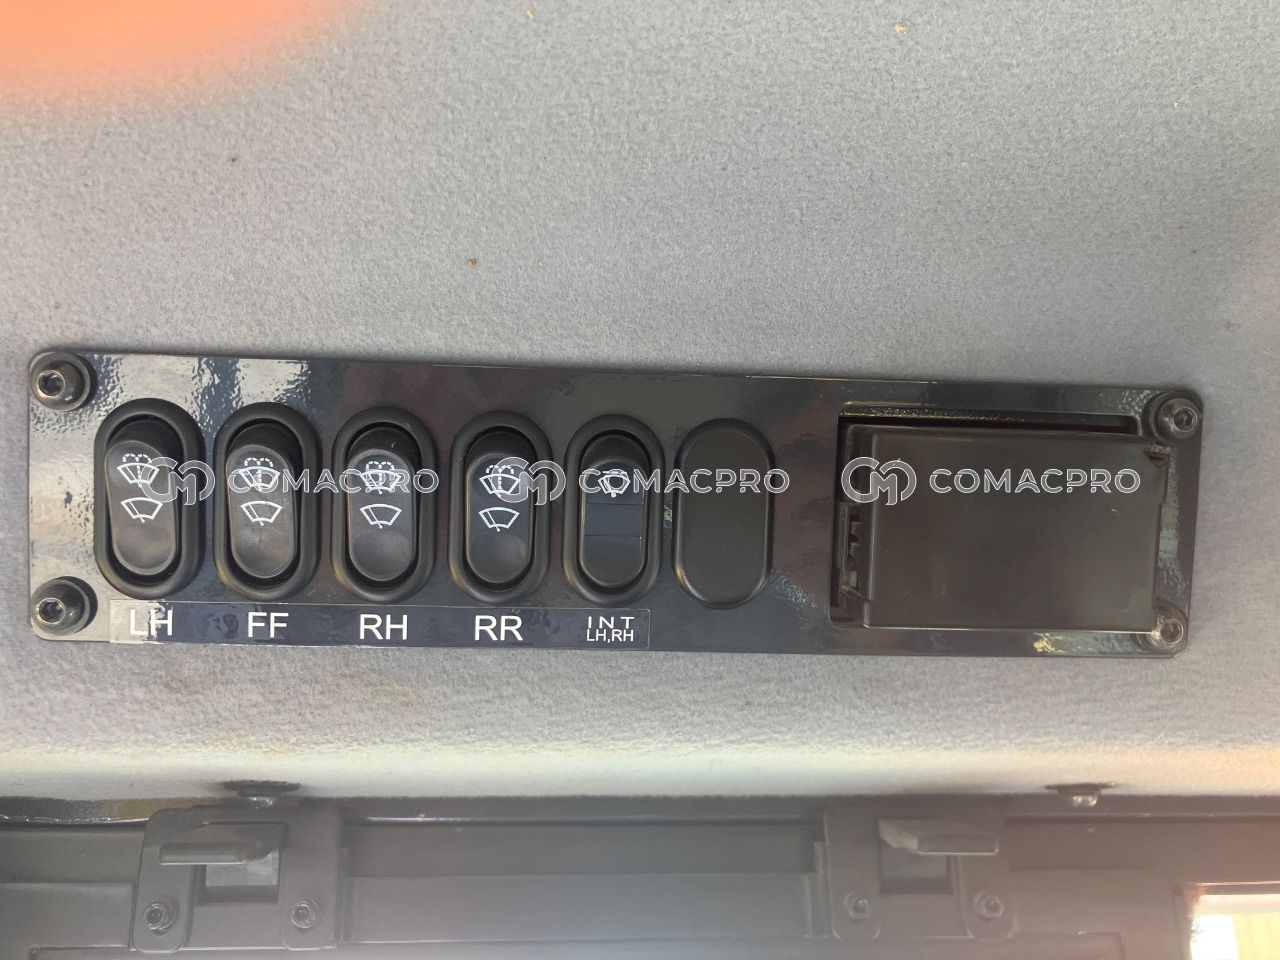 COMACPRO COMACPRO COMACPRO
LH FF RH RR INT
LH,RH